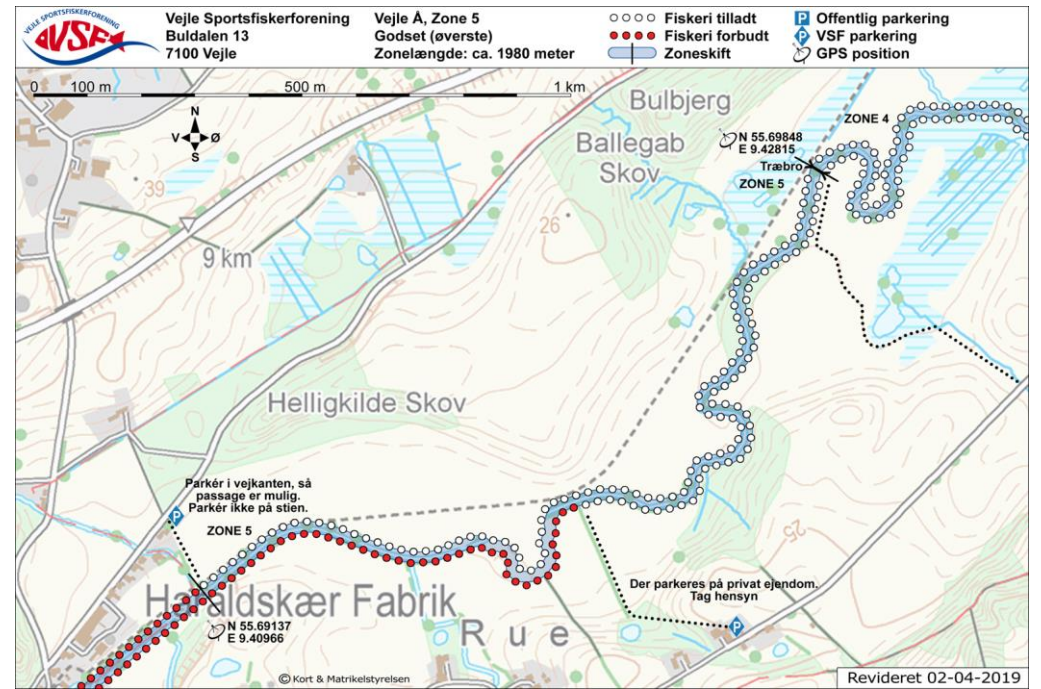 VEJLE SPORTSFISKERFORENING
VSF
Vejle Sportsfiskerforening
Buldalen 13
7100 Vejle
Vejle Å, Zone 5
Godset (øverste)
Zonelængde: ca. 1980 meter
Fiskeri tilladt
Fiskeri forbudt
Zoneskift
P Offentlig parkering
P VSF parkering
GPS position
0 100 m 500 m 1 km
N
V Ø
S
Bulbjerg
Ballegab
Skov
ZONE 4
N 55.69848
E 9.42815
Træbro
ZONE 5
39
26
9 km
Helligkilde Skov
Parkér i vejkanten, så
passage er mulig.
Parkér ikke på stien.
P
ZONE 5
25
Haraldskær Fabrik
Der parkeres på privat ejendom.
Tag hensyn
P
N 55.69137
E 9.40966
Rue
© Kort & Matrikelstyrelsen
Revideret 02-04-2019